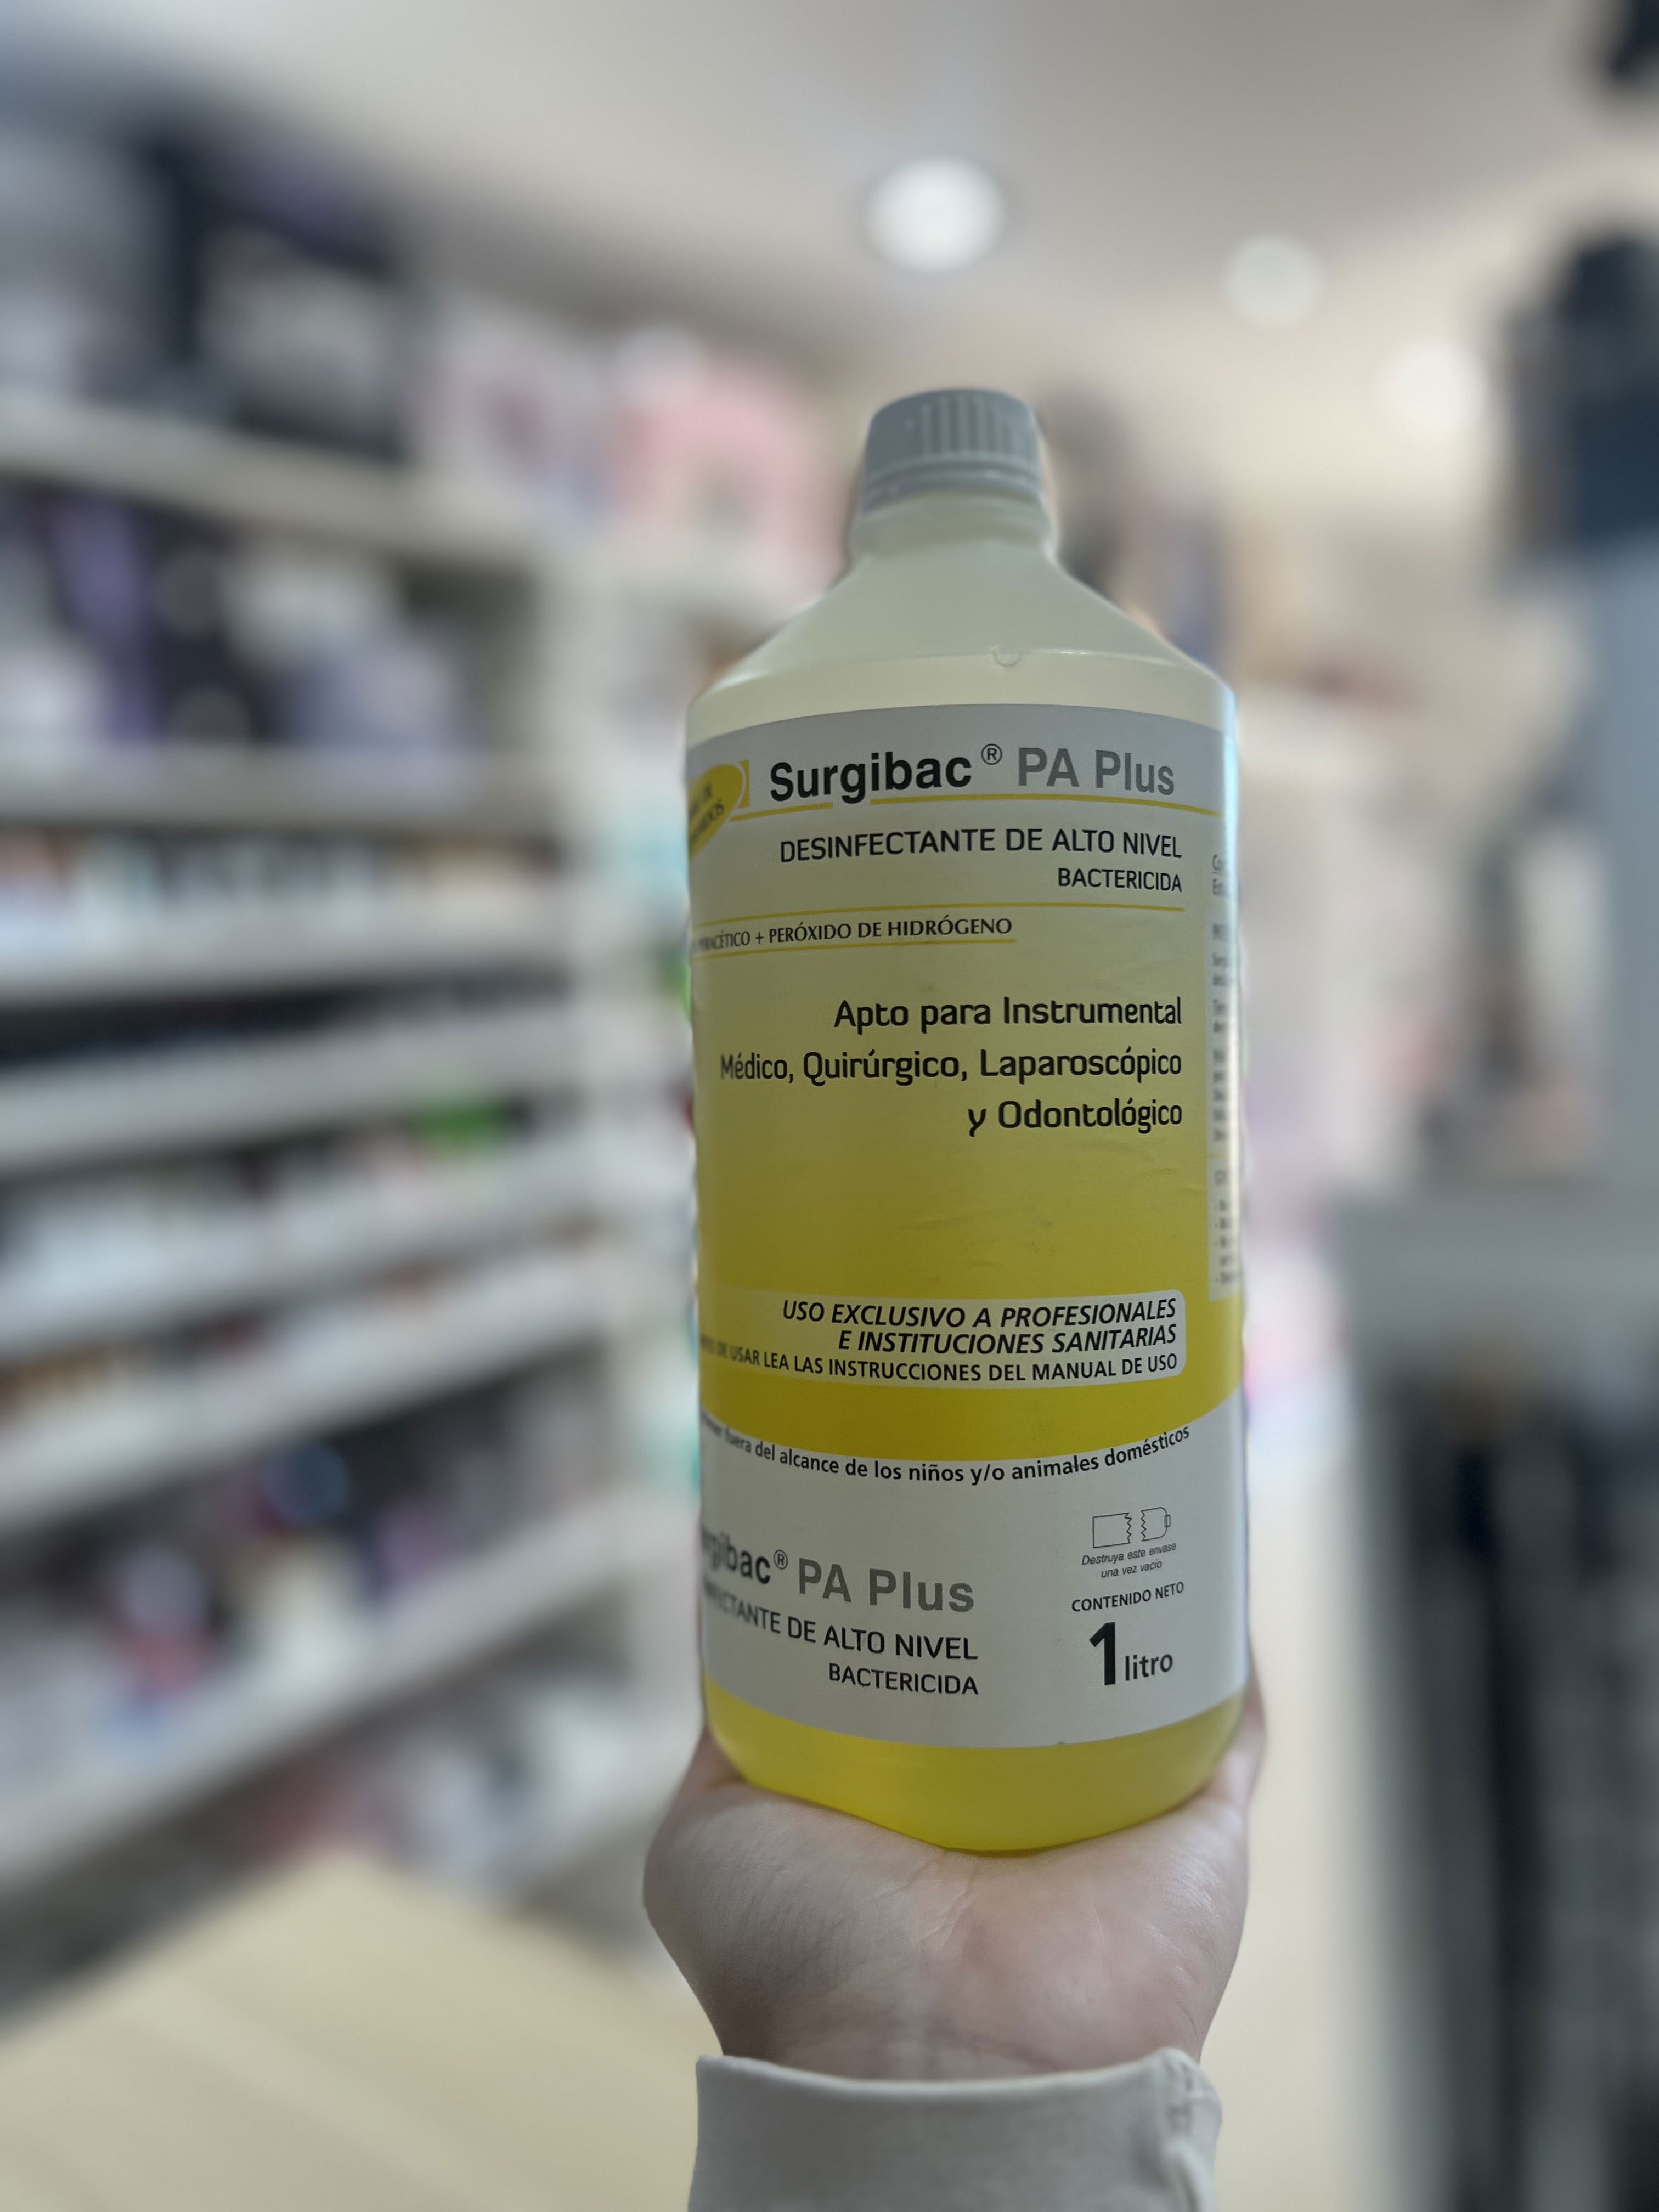 Surgibac® PA Plus
DESINFECTANTE DE ALTO NIVEL
BACTERICIDA
+ PERÓXIDO DE HIDRÓGENO
Apto para Instrumental
Médico, Quirúrgico, Laparoscópico
y Odontológico
USO EXCLUSIVO A PROFESIONALES
E INSTITUCIONES SANITARIAS
DE USAR LEA LAS INSTRUCCIONES DEL MANUAL DE USO
fuera del alcance de los niños y/o animales domésticos
Destruya este envase
una vez vacío
CONTENIDO NETO
1 litro
PA Plus
DE ALTO NIVEL
BACTERICIDA